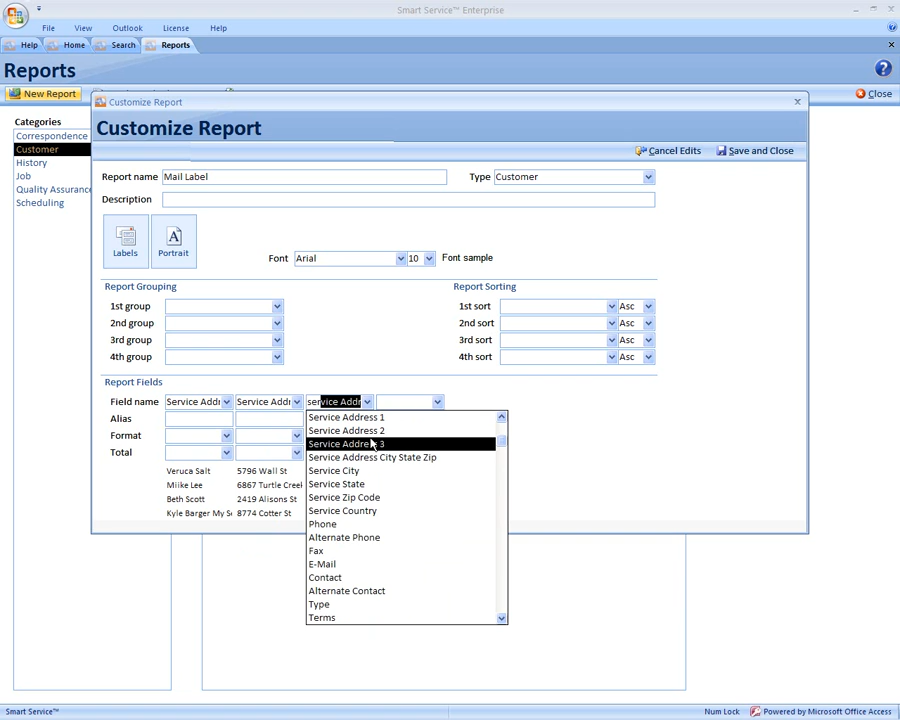 Smart Service™ Enterprise
File View Outlook License Help
Help Home Search Reports
Reports
New Report Close
Categories
Correspondence
Customer
History
Job
Quality Assurance
Scheduling
Customize Report
Customize Report
Cancel Edits Save and Close
Report name Mail Label Type Customer
Description
Labels Portrait
Font Arial 10 Font sample
Report Grouping Report Sorting
1st group 1st sort Asc
2nd group 2nd sort Asc
3rd group 3rd sort Asc
4th group 4th sort Asc
Report Fields
Field name Service Addr Service Addr service Addr
Alias
Format
Total
Veruca Salt 5796 Wall St
Miike Lee 6867 Turtle Creek
Beth Scott 2419 Alisons St
Kyle Barger My Se 8774 Cotter St
Service Address 1
Service Address 2
Service Address 3
Service Address City State Zip
Service City
Service State
Service Zip Code
Service Country
Phone
Alternate Phone
Fax
E-Mail
Contact
Alternate Contact
Type
Terms
Smart Service™ Num Lock Powered by Microsoft Office Access